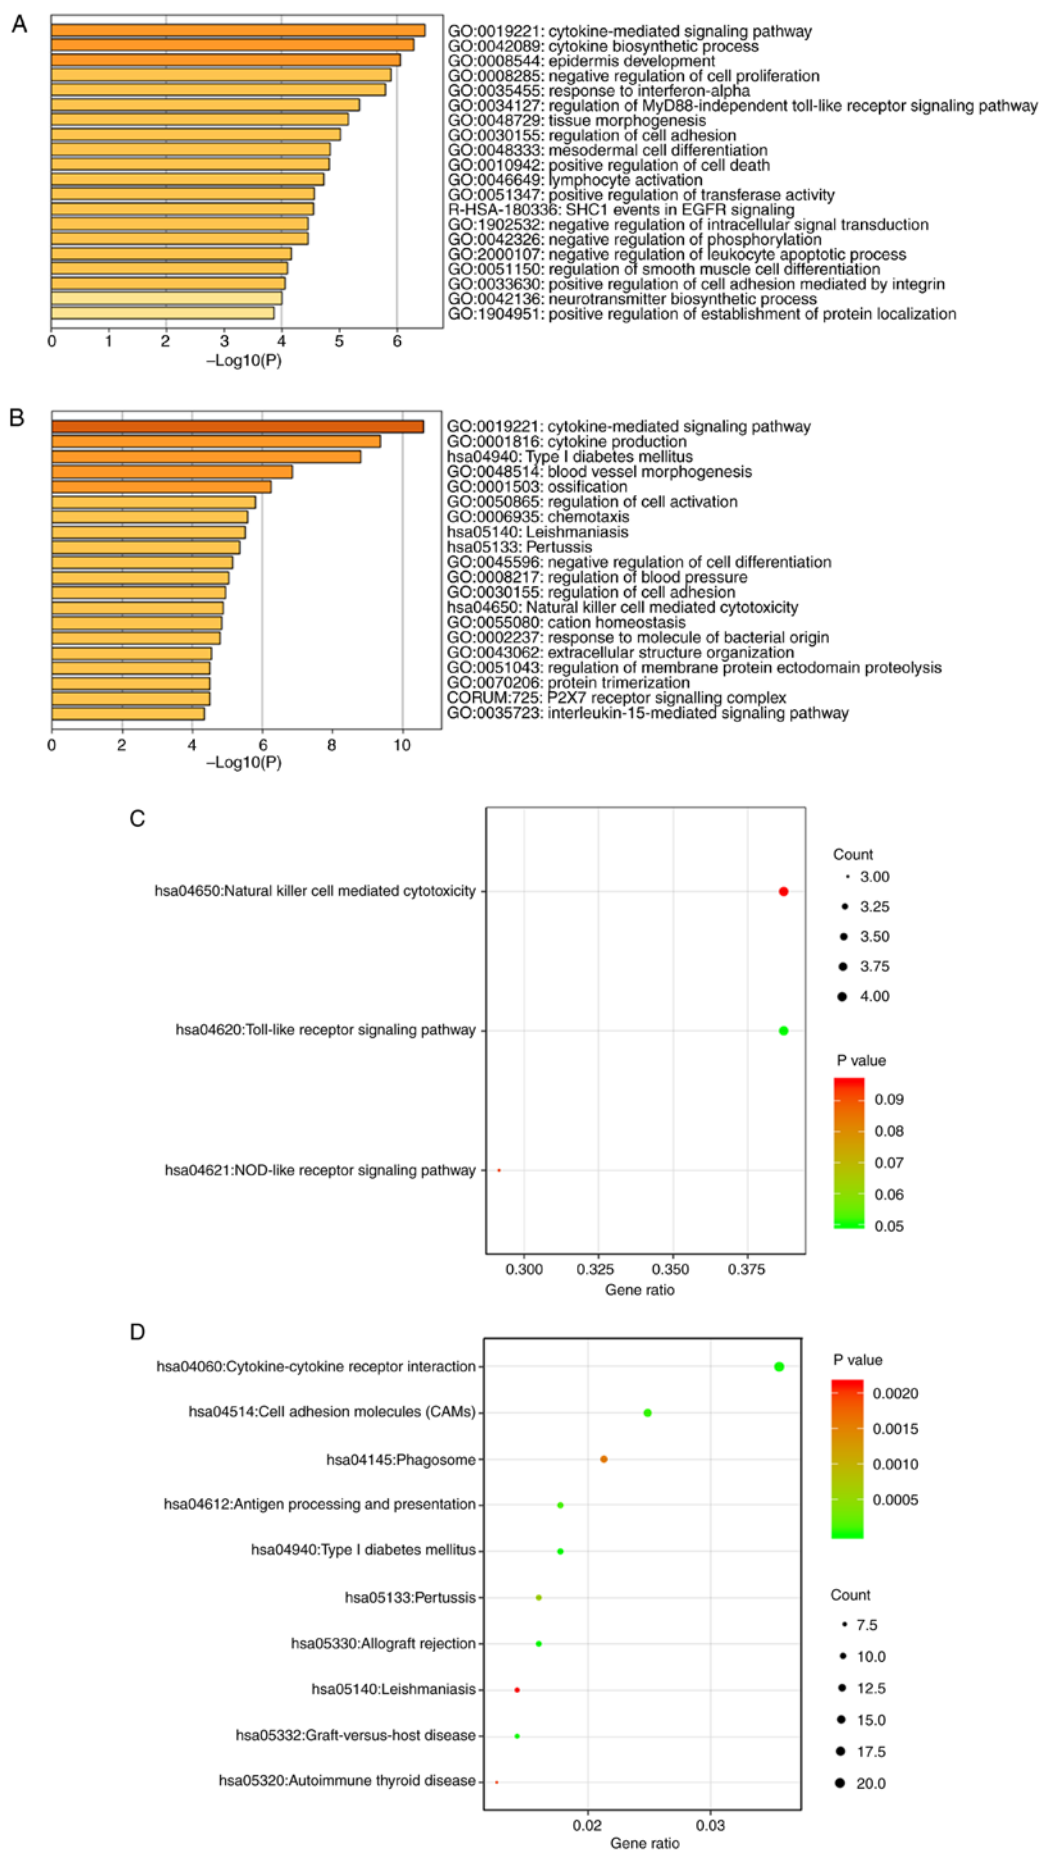 A
GO:0019221: cytokine-mediated signaling pathway
GO:0042089: cytokine biosynthetic process
GO:0008544: epidermis development
GO:0008285: negative regulation of cell proliferation
GO:0035455: response to interferon-alpha
GO:0034127: regulation of MyD88-independent toll-like receptor signaling pathway
GO:0048729: tissue morphogenesis
GO:0030155: regulation of cell adhesion
GO:0048333: mesodermal cell differentiation
GO:0010942: positive regulation of cell death
GO:0046649: lymphocyte activation
GO:0051347: positive regulation of transferase activity
R-HSA-180336: SHC1 events in EGFR signaling
GO:1902532: negative regulation of intracellular signal transduction
GO:0042326: negative regulation of phosphorylation
GO:2000107: negative regulation of leukocyte apoptotic process
GO:0051150: regulation of smooth muscle cell differentiation
GO:0033630: positive regulation of cell adhesion mediated by integrin
GO:0042136: neurotransmitter biosynthetic process
GO:1904951: positive regulation of establishment of protein localization
0 1 2 3 4 5 6
–Log10(P)
B
GO:0019221: cytokine-mediated signaling pathway
GO:0001816: cytokine production
hsa04940: Type I diabetes mellitus
GO:0048514: blood vessel morphogenesis
GO:0001503: ossification
GO:0050865: regulation of cell activation
GO:0006935: chemotaxis
hsa05140: Leishmaniasis
hsa05133: Pertussis
GO:0045596: negative regulation of cell differentiation
GO:0008217: regulation of blood pressure
GO:0030155: regulation of cell adhesion
hsa04650: Natural killer cell mediated cytotoxicity
GO:0055080: cation homeostasis
GO:0002237: response to molecule of bacterial origin
GO:0043062: extracellular structure organization
GO:0051043: regulation of membrane protein ectodomain proteolysis
GO:0070206: protein trimerization
CORUM:725: P2X7 receptor signalling complex
GO:0035723: interleukin-15-mediated signaling pathway
0 2 4 6 8 10
–Log10(P)
C
hsa04650:Natural killer cell mediated cytotoxicity
hsa04620:Toll-like receptor signaling pathway
hsa04621:NOD-like receptor signaling pathway
0.300 0.325 0.350 0.375
Gene ratio
Count
3.00
3.25
3.50
3.75
4.00
P value
0.09
0.08
0.07
0.06
0.05
D
hsa04060:Cytokine-cytokine receptor interaction
hsa04514:Cell adhesion molecules (CAMs)
hsa04145:Phagosome
hsa04612:Antigen processing and presentation
hsa04940:Type I diabetes mellitus
hsa05133:Pertussis
hsa05330:Allograft rejection
hsa05140:Leishmaniasis
hsa05332:Graft-versus-host disease
hsa05320:Autoimmune thyroid disease
0.02 0.03
Gene ratio
P value
0.0020
0.0015
0.0010
0.0005
Count
7.5
10.0
12.5
15.0
17.5
20.0